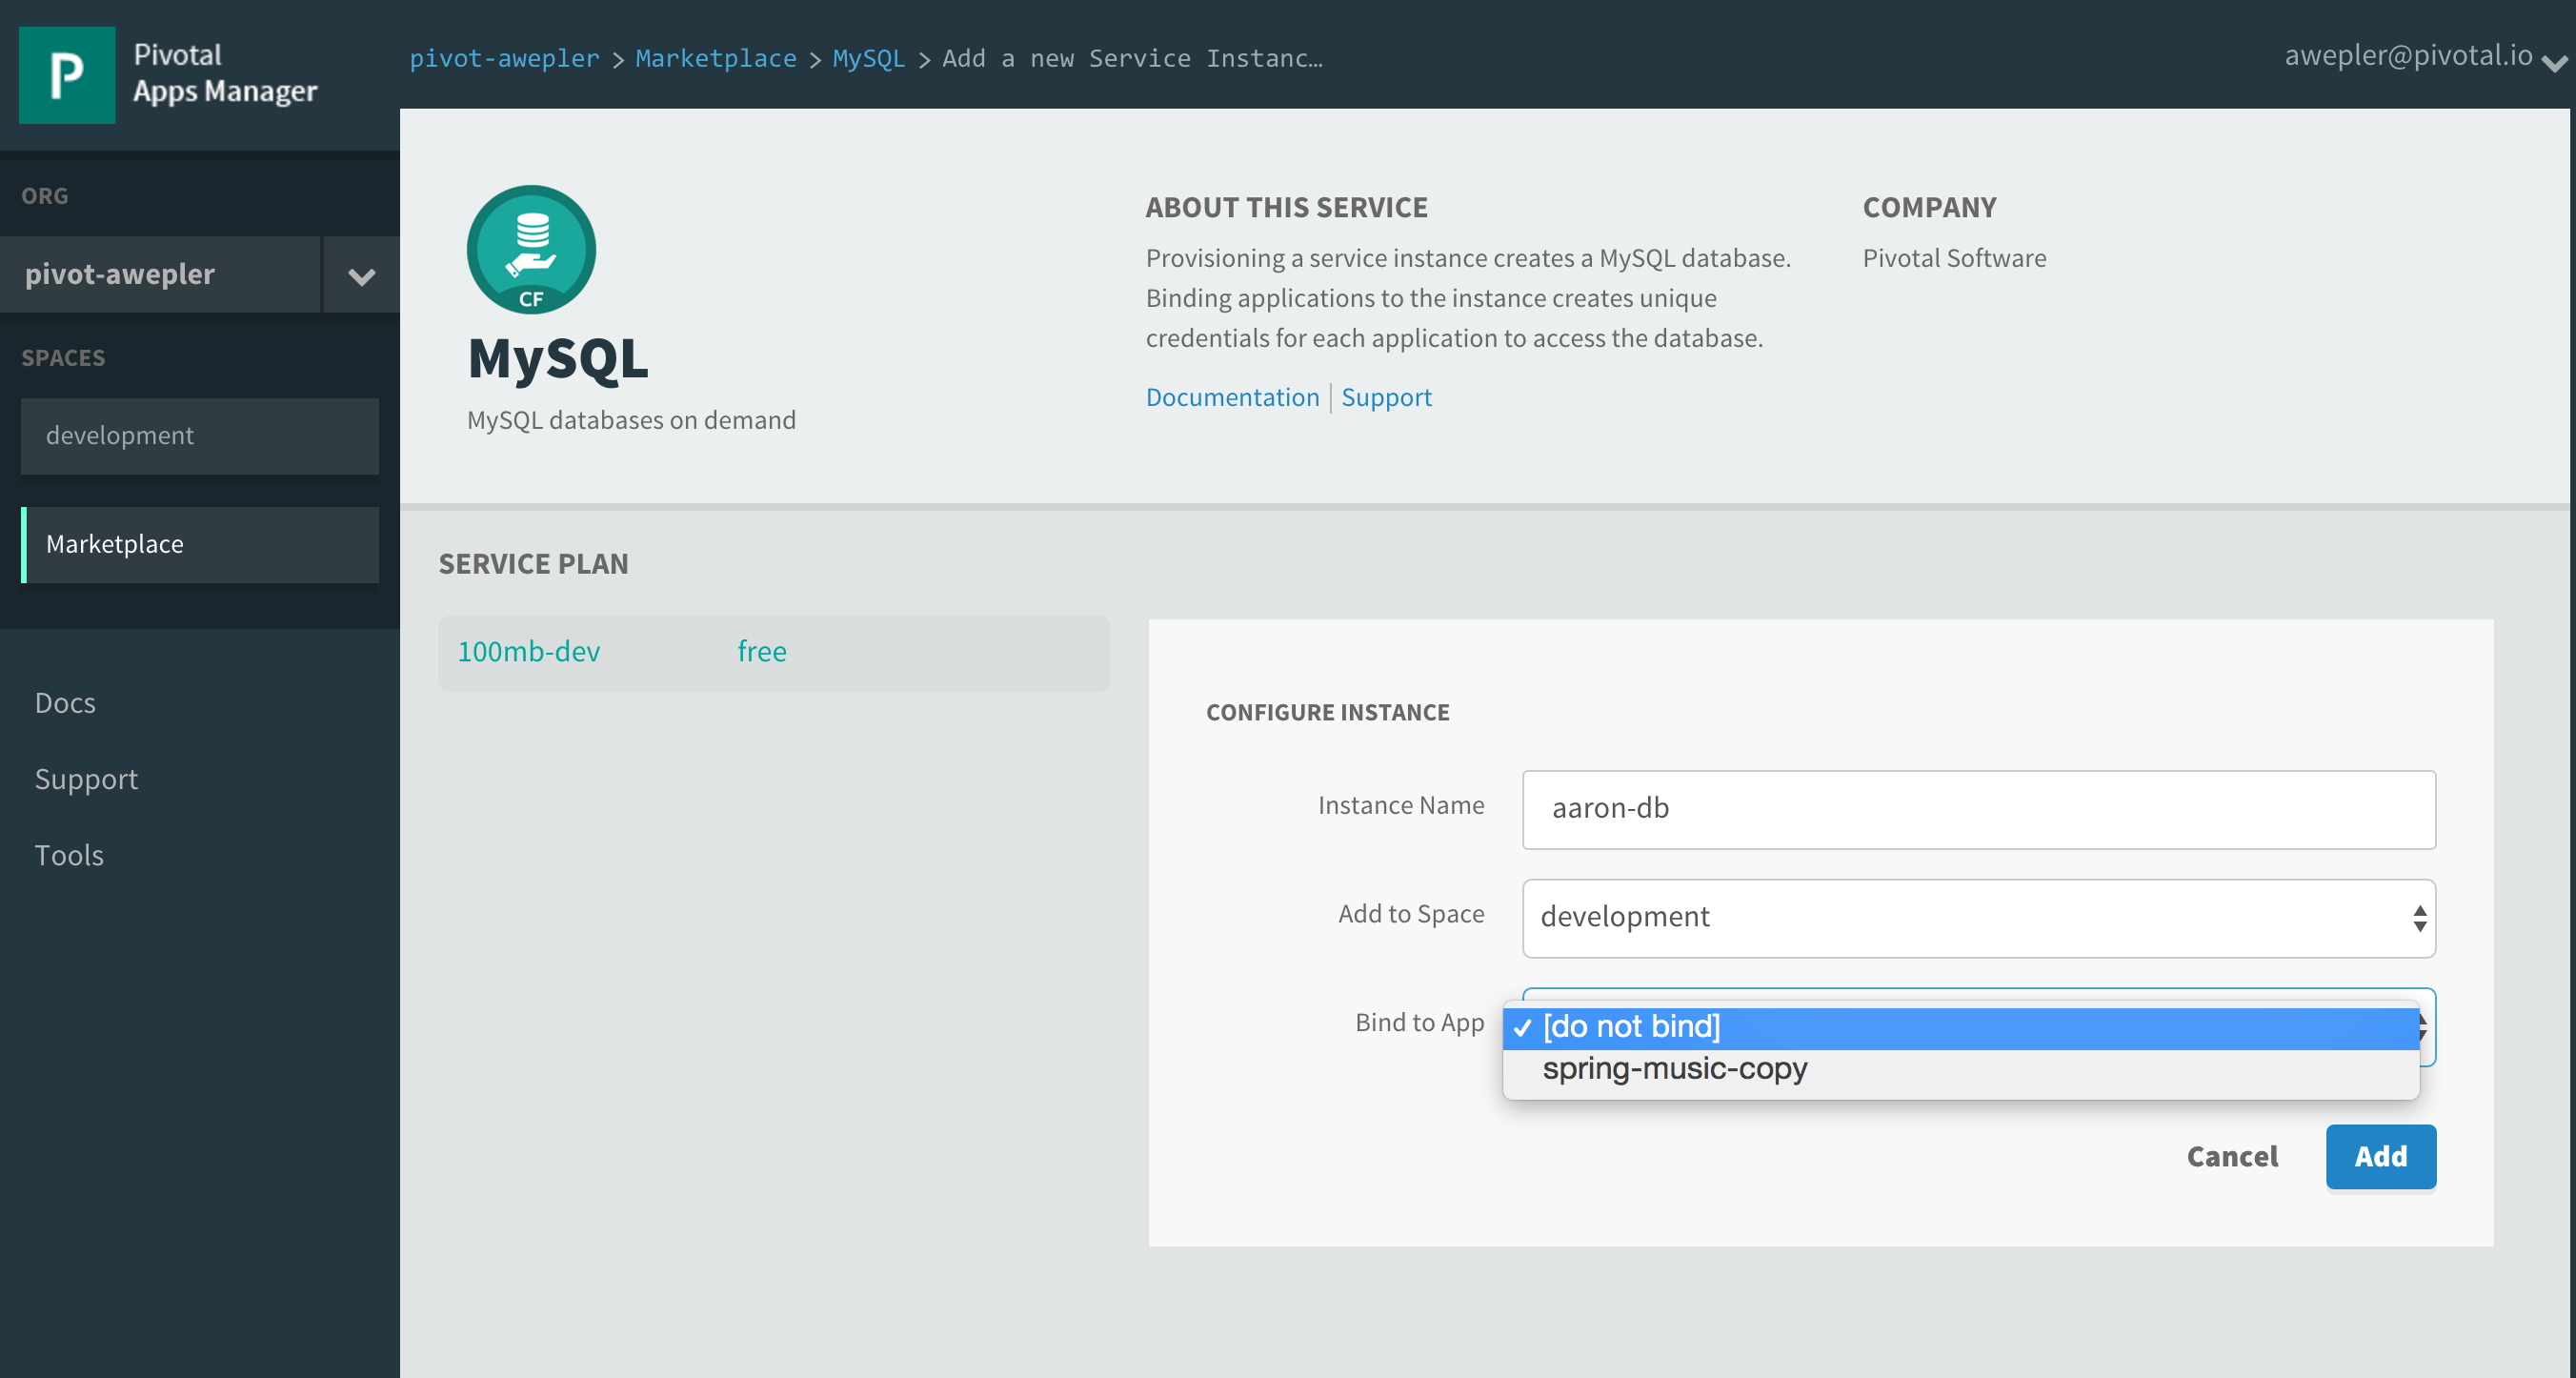 P
Pivotal
Apps Manager
pivot-awepler > Marketplace > MySQL > Add a new Service Instanc…
awepler@pivotal.io
ORG
pivot-awepler
SPACES
development
Marketplace
Docs
Support
Tools
CF
MySQL
MySQL databases on demand
ABOUT THIS SERVICE
Provisioning a service instance creates a MySQL database.
Binding applications to the instance creates unique
credentials for each application to access the database.
Documentation | Support
COMPANY
Pivotal Software
SERVICE PLAN
100mb-dev free
CONFIGURE INSTANCE
Instance Name aaron-db
Add to Space development
Bind to App ✓ [do not bind]
spring-music-copy
Cancel Add